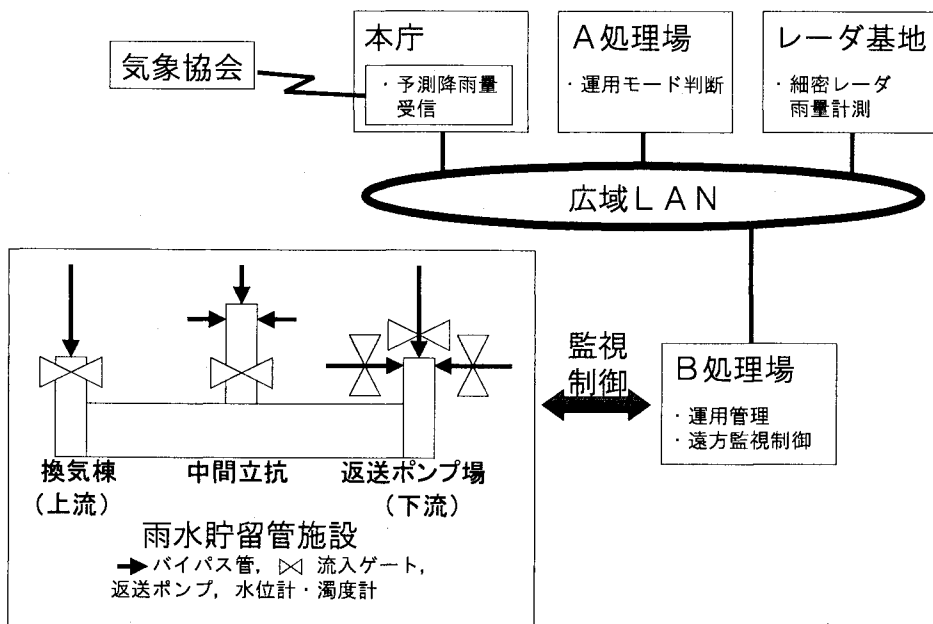 気象協会
本庁
・予測降雨量
受信
A処理場
・運用モード判断
レーダ基地
・細密レーダ
雨量計測
広域LAN
監視
制御
B処理場
・運用管理
・遠方監視制御
換気棟
(上流)
中間立抗
返送ポンプ場
(下流)
雨水貯留管施設
バイパス管, 流入ゲート,
返送ポンプ, 水位計・濁度計